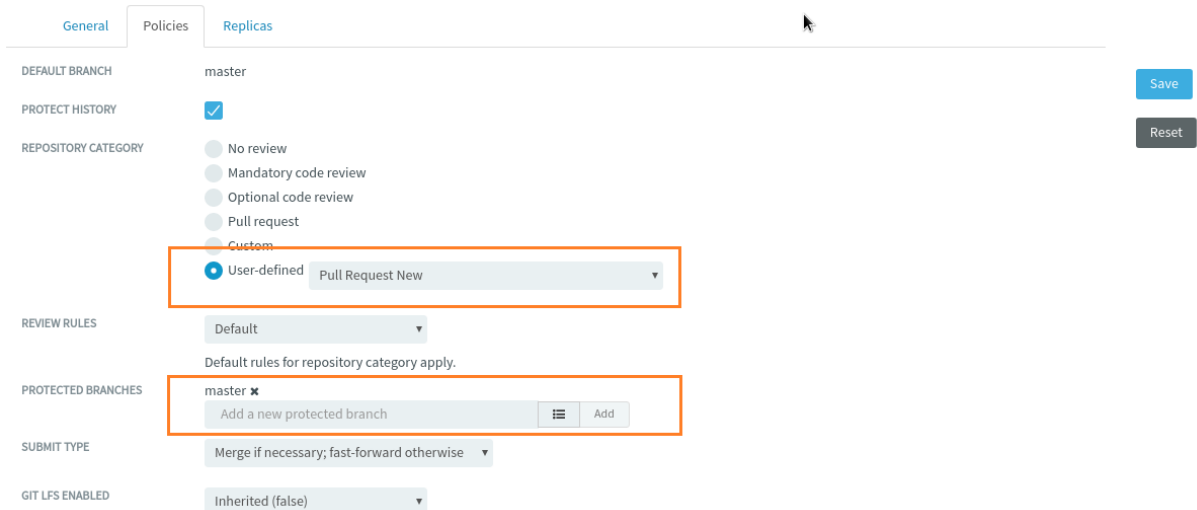 General Policies Replicas
DEFAULT BRANCH master
Save
PROTECT HISTORY
Reset
REPOSITORY CATEGORY No review
Mandatory code review
Optional code review
Pull request
Custom
User-defined Pull Request New
REVIEW RULES Default
Default rules for repository category apply.
PROTECTED BRANCHES master
Add a new protected branch Add
SUBMIT TYPE Merge if necessary; fast-forward otherwise
GIT LFS ENABLED Inherited (false)